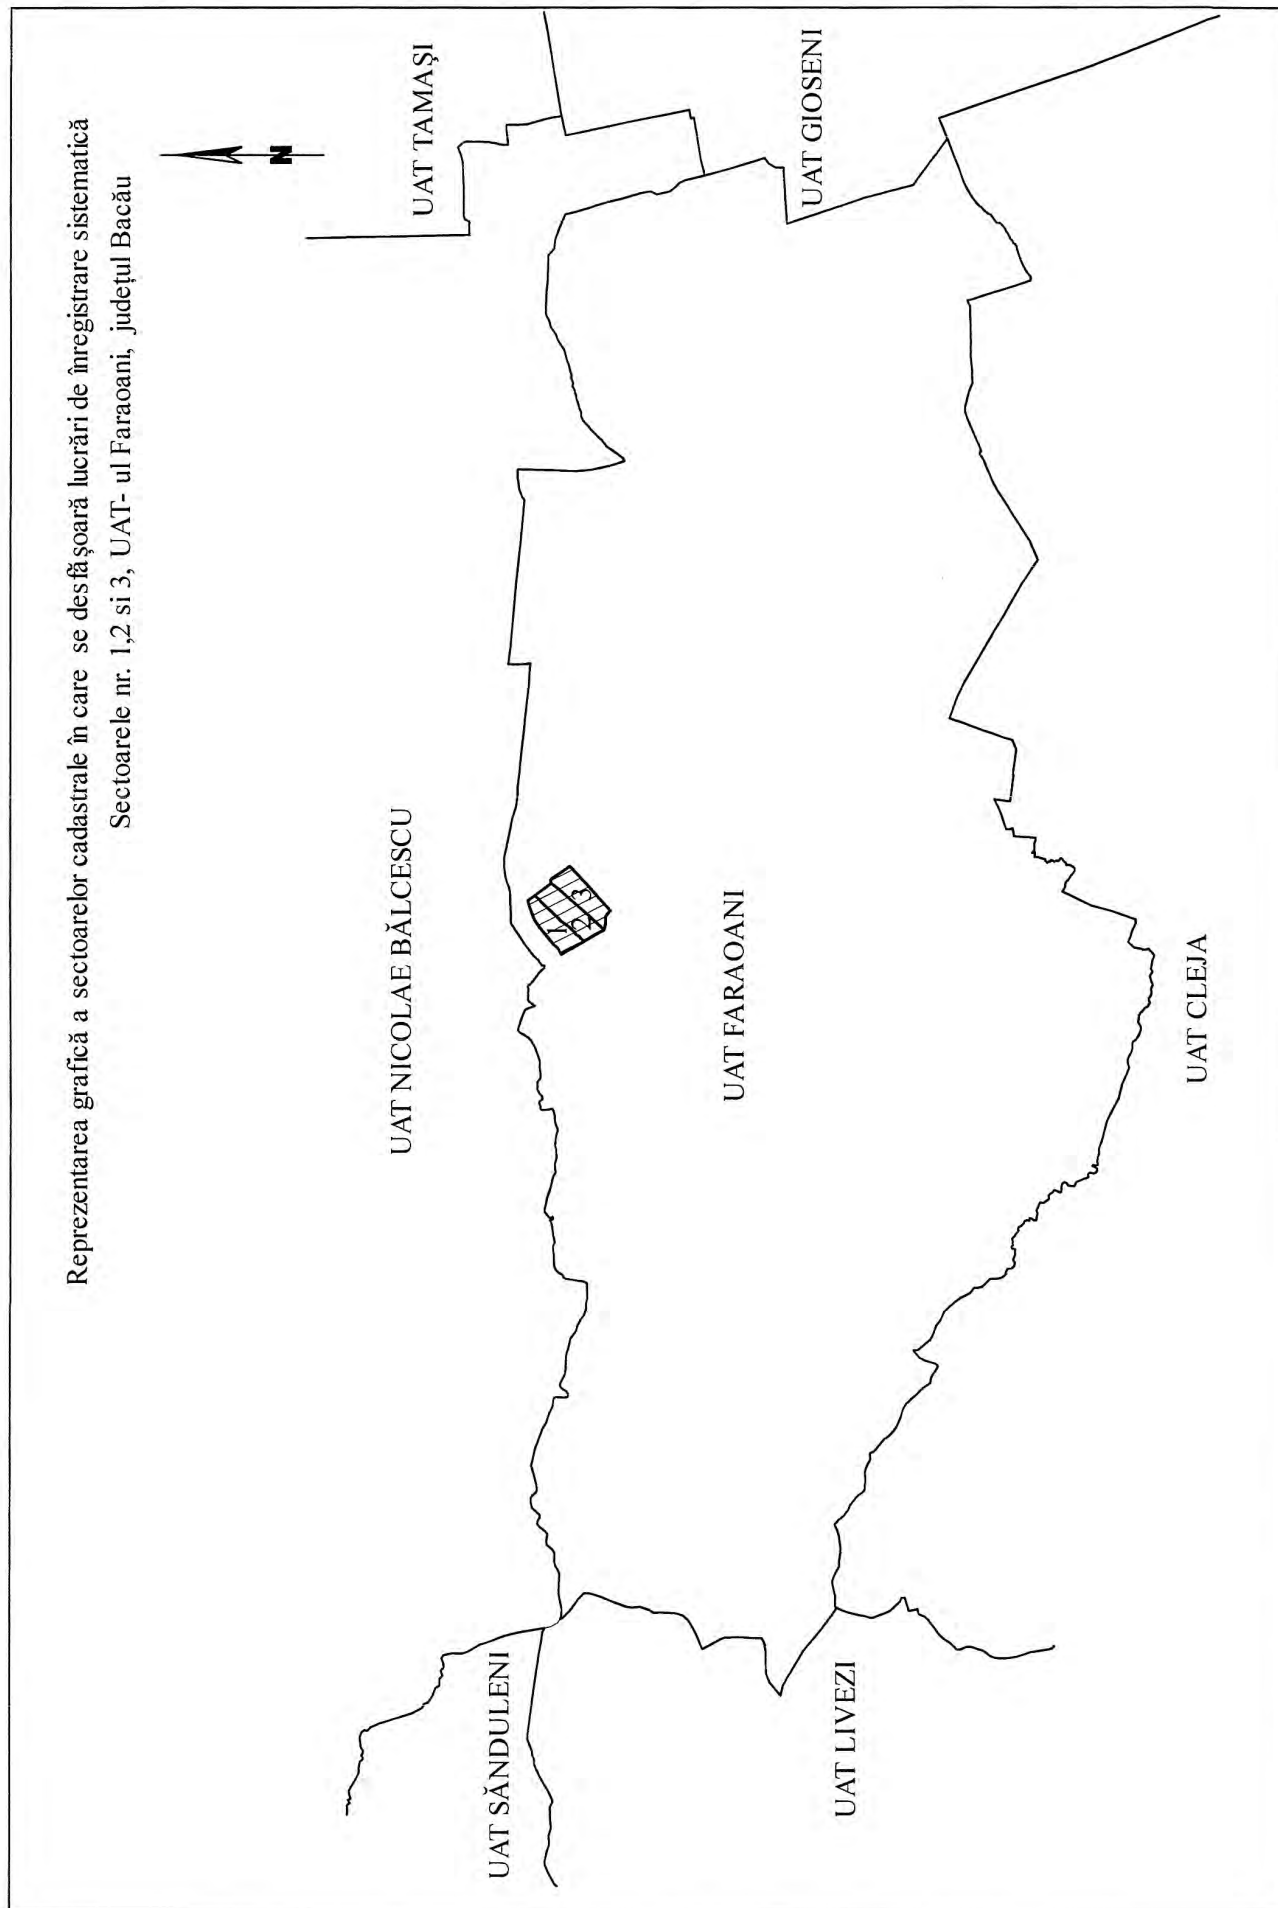 Reprezentarea grafică a sectoarelor cadastrale în care se desfășoară lucrări de înregistrare sistematică
Sectoarele nr. 1,2 si 3, UAT- ul Faraoani, județul Bacău
N
UAT TAMAȘI
UAT NICOLAE BĂLCESCU
UAT SĂNDULENI
1
2
3
UAT FARAOANI
UAT GIOSENI
UAT LIVEZI
UAT CLEJA